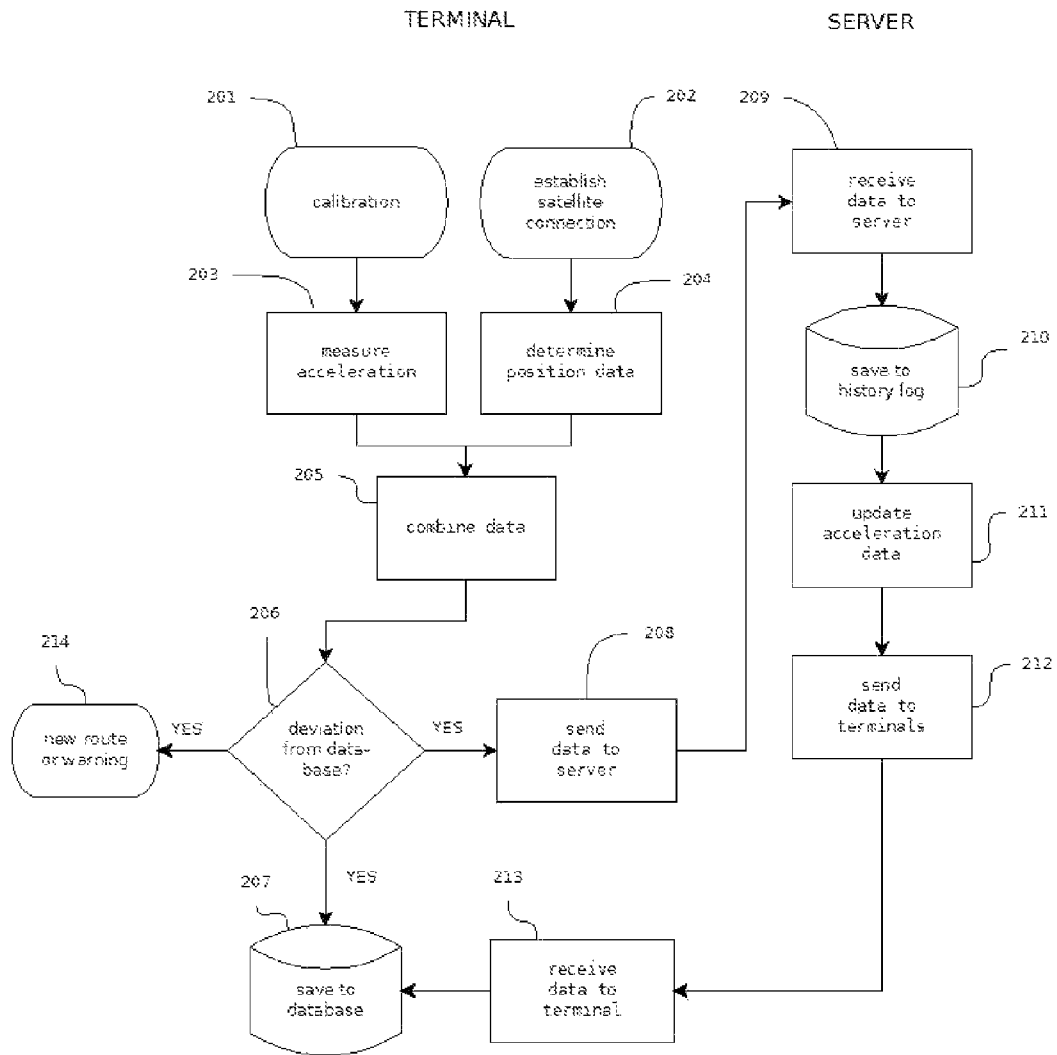 TERMINAL
SERVER
201
202
209
calibration
establish
satellite
connection
receive
data to
server
203
204
measure
acceleration
determine
position data
save to
history log
210
205
combine data
update
acceleration
data
211
206
208
214
212
YES
YES
new route
or warning
deviation
from data-
base?
send
data to
server
send
data to
terminals
YES
207
213
save to
database
receive
data to
terminal